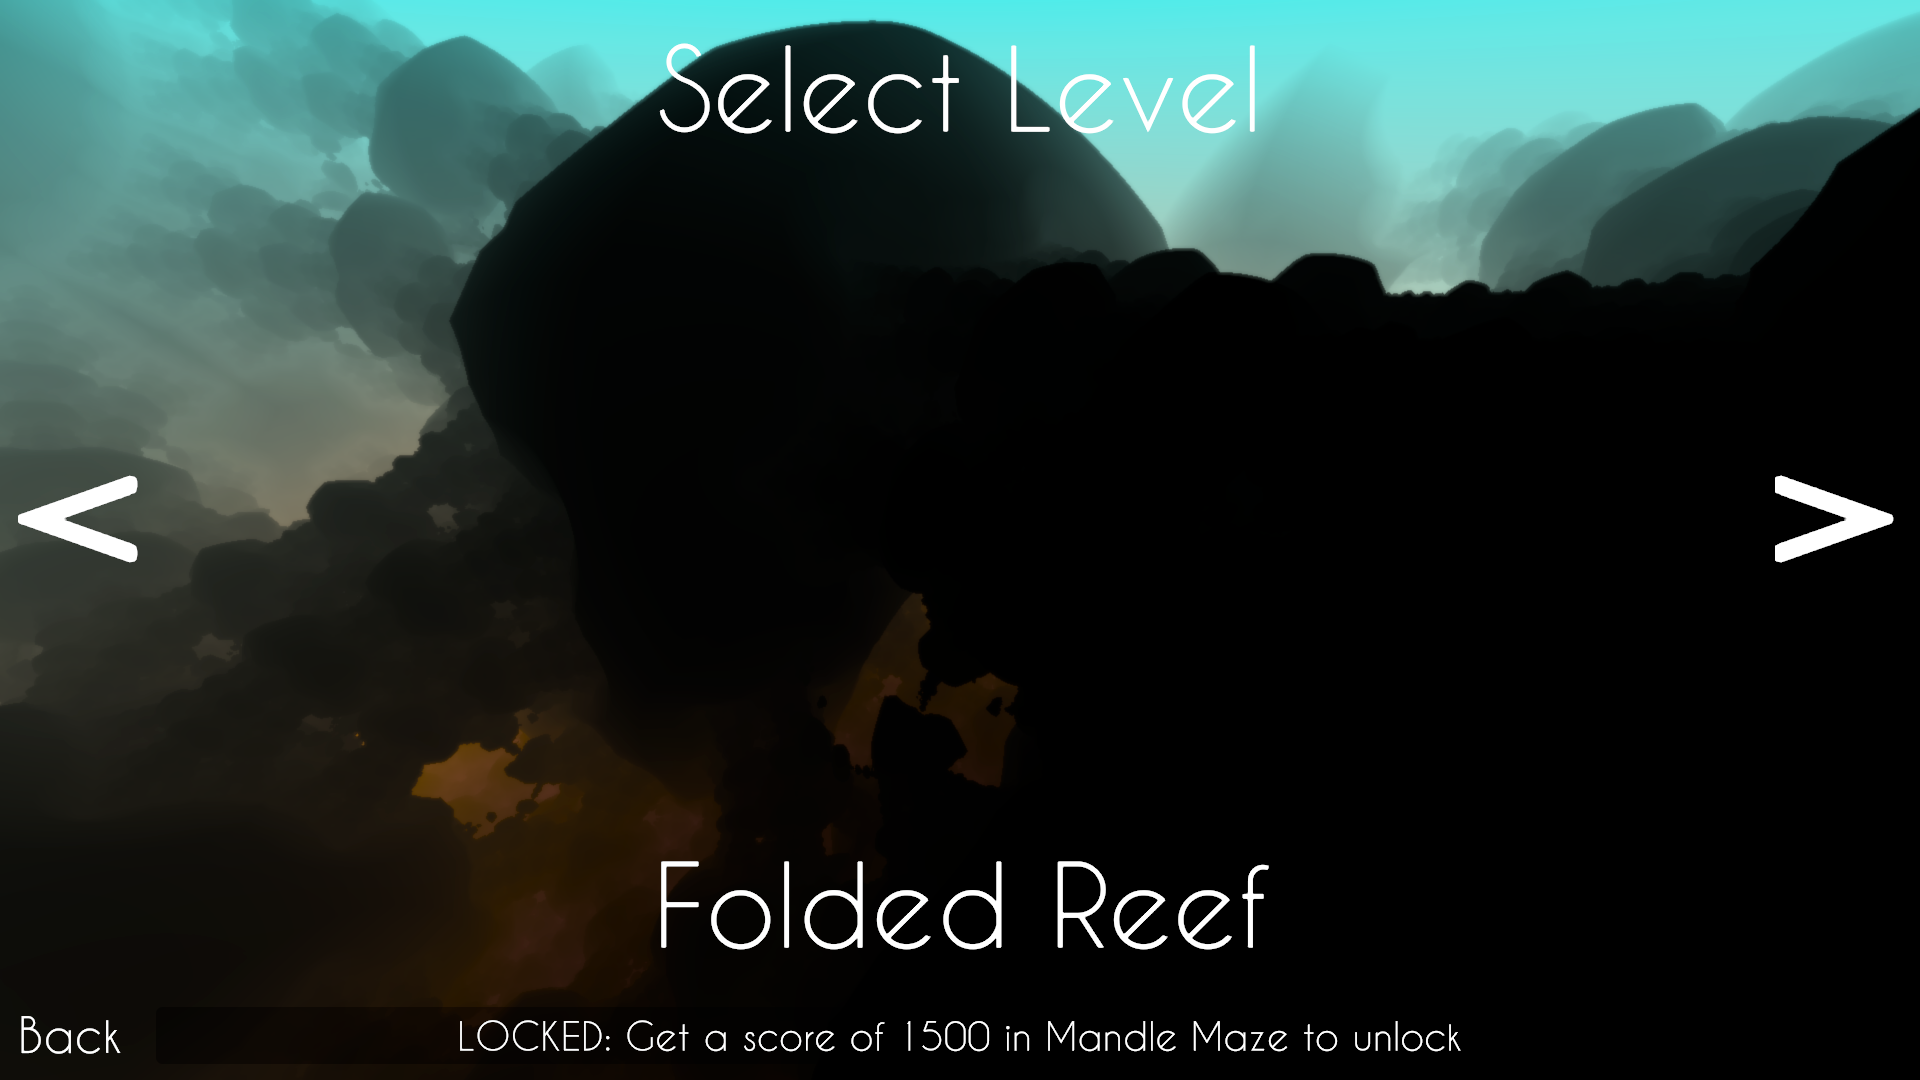 Select Level
<
>
Folded Reef
Back
LOCKED: Get a score of 1500 in Mandle Maze to unlock